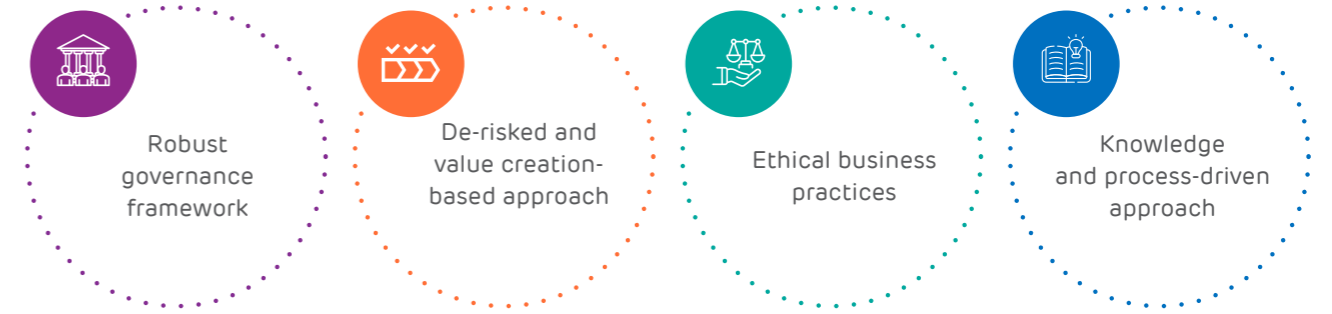 Robust
governance
framework
De-risked and
value creation-
based approach
Ethical business
practices
Knowledge
and process-driven
approach